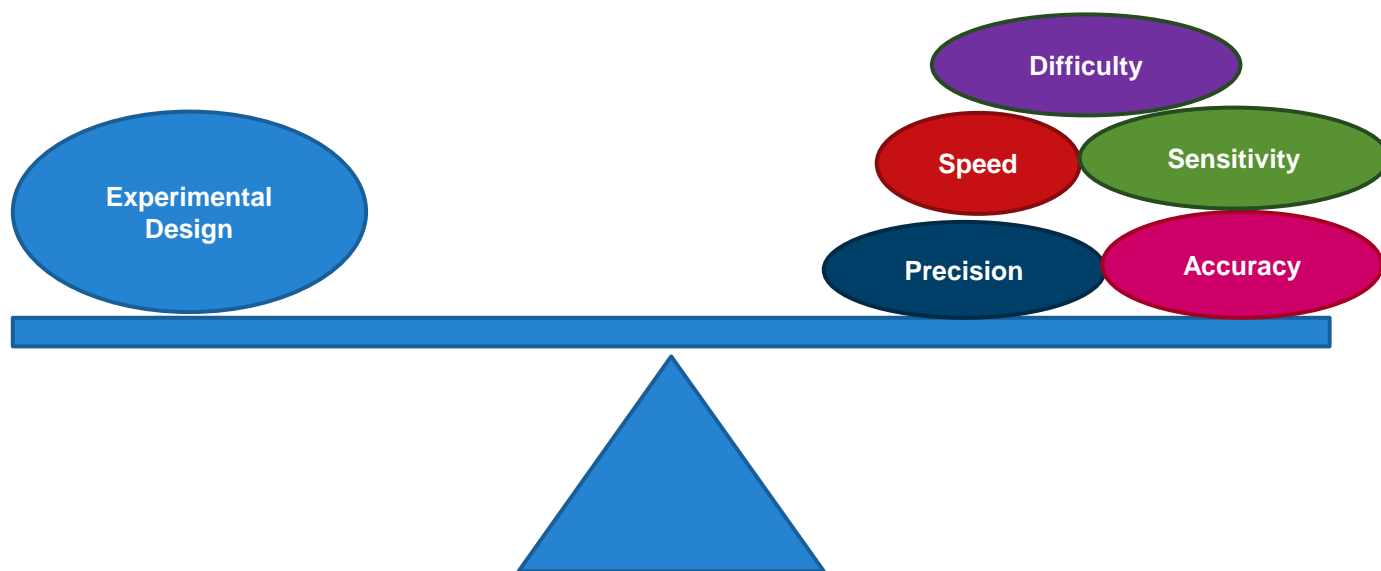 Difficulty
Experimental
Design
Speed
Sensitivity
Precision
Accuracy